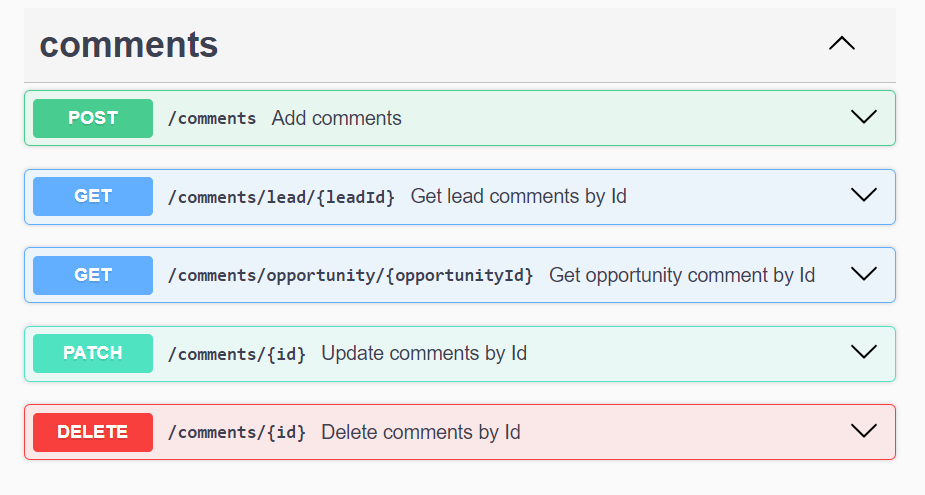 comments
POST /comments Add comments
GET /comments/lead/{leadId} Get lead comments by Id
GET /comments/opportunity/{opportunityId} Get opportunity comment by Id
PATCH /comments/{id} Update comments by Id
DELETE /comments/{id} Delete comments by Id